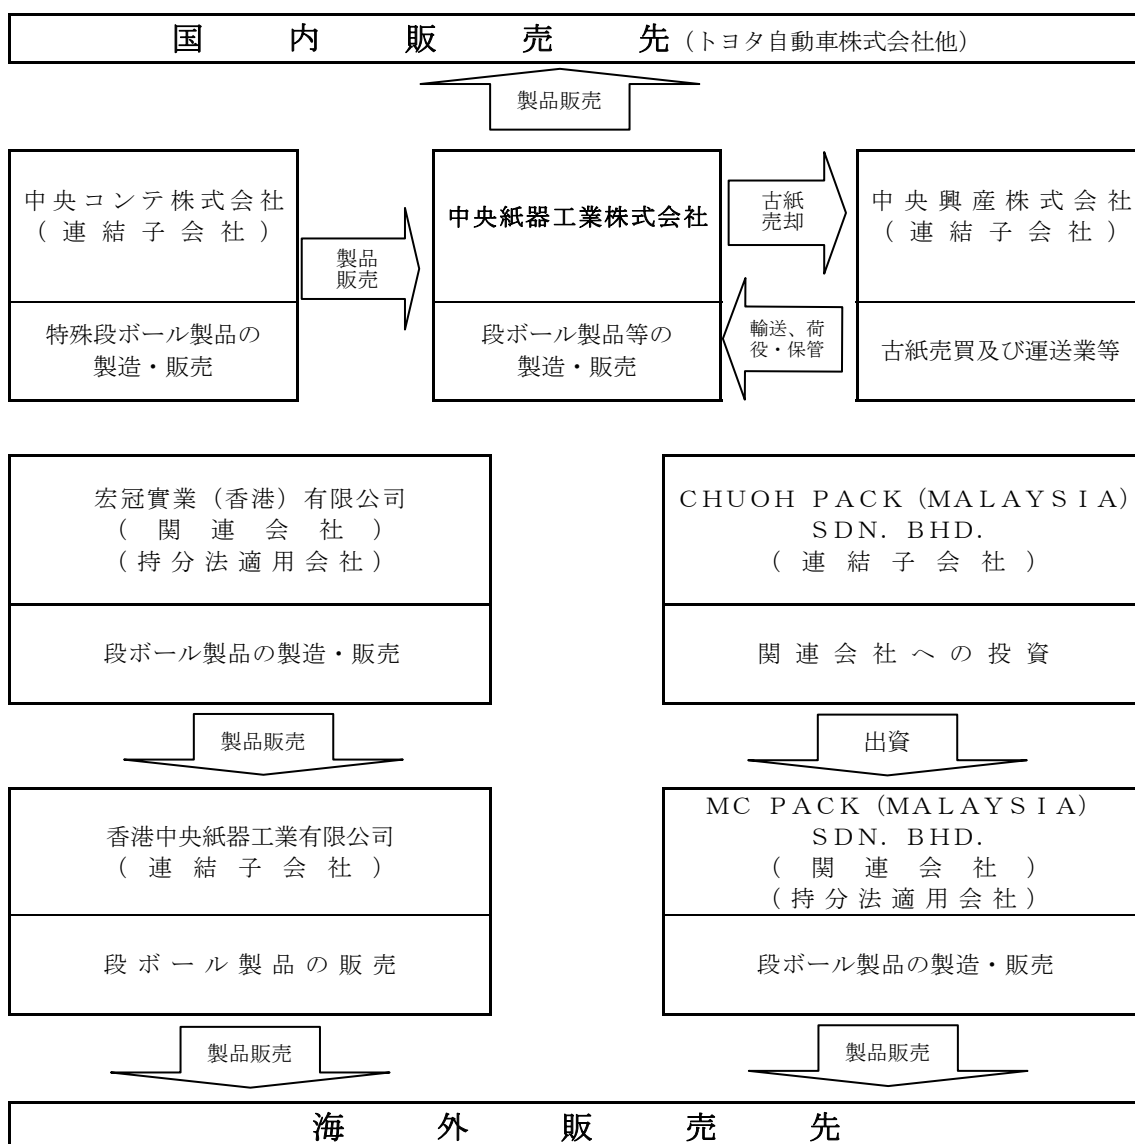 国内販売先(トヨタ自動車株式会社他)
製品販売
中央コンテ株式会社
(連結子会社)
特殊段ボール製品の
製造・販売
製品
販売
中央紙器工業株式会社
段ボール製品等の
製造・販売
古紙
売却
輸送、荷
役・保管
中央興産株式会社
(連結子会社)
古紙売買及び運送業等
宏冠實業(香港)有限公司
(関連会社)
(持分法適用会社)
段ボール製品の製造・販売
製品販売
香港中央紙器工業有限公司
(連結子会社)
段ボール製品の販売
製品販売
CHUOH PACK (MALAYSIA)
SDN. BHD.
(連結子会社)
関連会社への投資
出資
MC PACK (MALAYSIA)
SDN. BHD.
(関連会社)
(持分法適用会社)
段ボール製品の製造・販売
製品販売
海外販売先